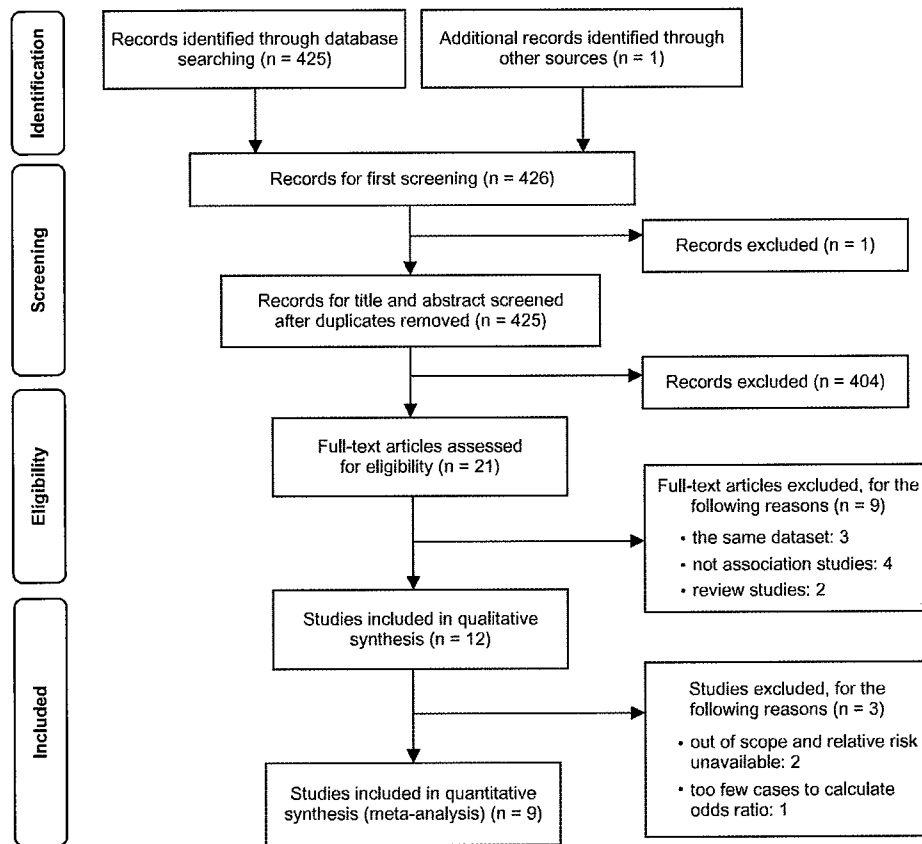 Identification
Records identified through database
searching (n = 425)
Additional records identified through
other sources (n = 1)
Records for first screening (n = 426)
Screening
Records excluded (n = 1)
Records for title and abstract screened
after duplicates removed (n = 425)
Records excluded (n = 404)
Eligibility
Full-text articles assessed
for eligibility (n = 21)
Full-text articles excluded, for the
following reasons (n = 9)
• the same dataset: 3
• not association studies: 4
• review studies: 2
Included
Studies included in qualitative
synthesis (n = 12)
Studies excluded, for the
following reasons (n = 3)
• out of scope and relative risk
unavailable: 2
• too few cases to calculate
odds ratio: 1
Studies included in quantitative
synthesis (meta-analysis) (n = 9)